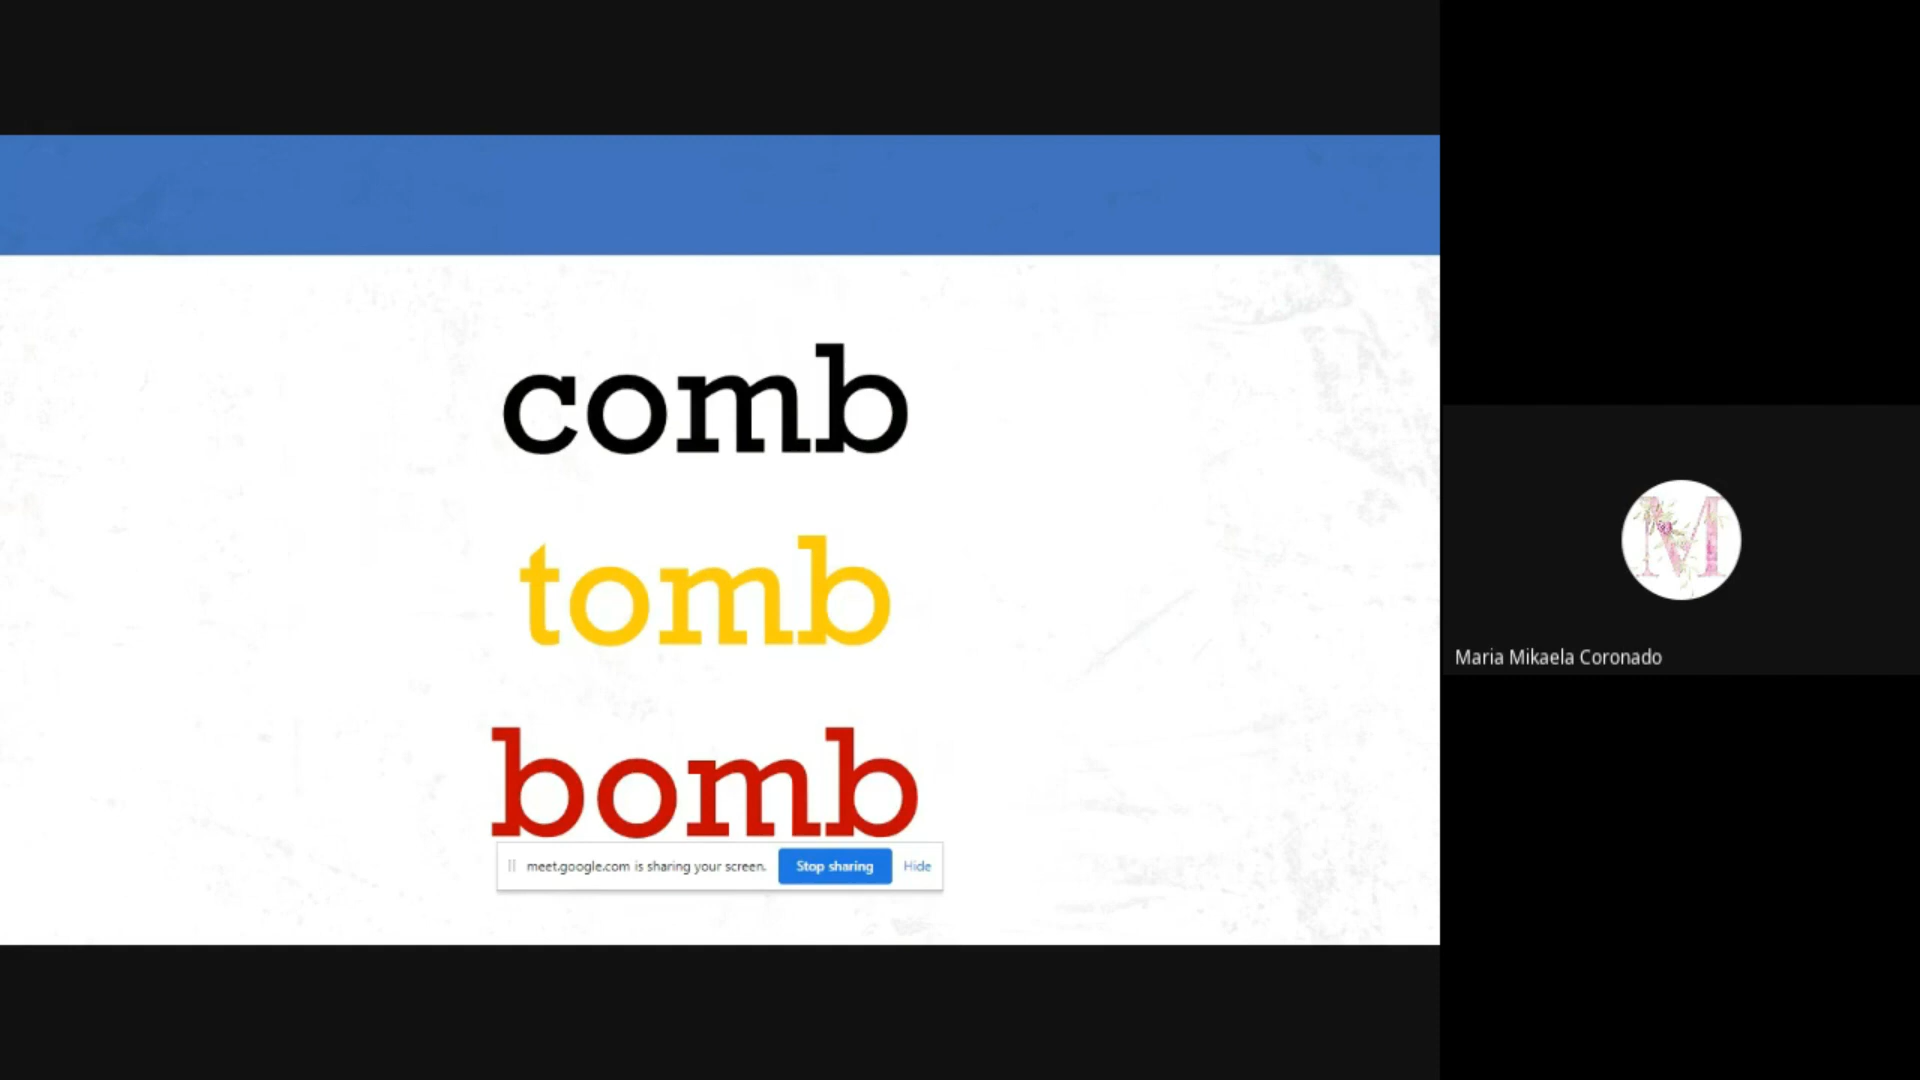 comb
tomb
bomb
meet.google.com is sharing your screen. Stop sharing Hide
M
Maria Mikaela Coronado